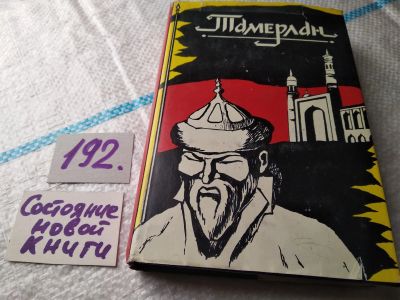 Тамерлан
192.
Состояние
новой
книги